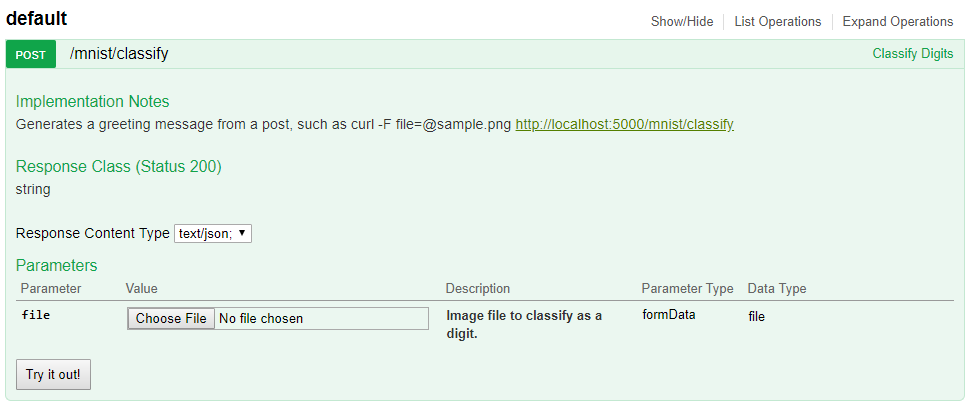 default
Show/Hide List Operations Expand Operations
POST /mnist/classify Classify Digits
Implementation Notes
Generates a greeting message from a post, such as curl -F file=@sample.png http://localhost:5000/mnist/classify
Response Class (Status 200)
string
Response Content Type text/json;
Parameters
Parameter Value Description Parameter Type Data Type
file Choose File No file chosen Image file to classify as a digit. formData file
Try it out!